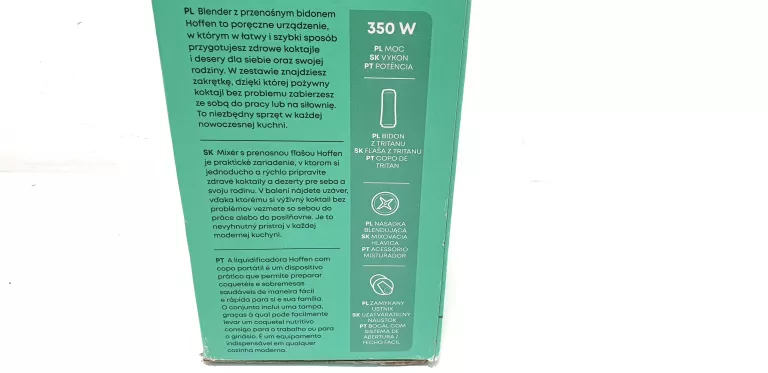 PL Blender z przenośnym bidonem
Hoffen to poręczne urządzenie,
w którym w łatwy i szybki sposób
przygotujesz zdrowe koktajle
i desery dla siebie oraz swojej
rodziny. W zestawie znajdziesz
zakrętkę, dzięki której pożywny
koktajl bez problemu zabierzesz
ze sobą do pracy lub na siłownię.
To niezbędny sprzęt w każdej
nowoczesnej kuchni.
SK Mixér s prenosnou fľašou Hoffen
je praktické zariadenie, v ktorom si
jednoducho a rýchlo pripravíte
zdravé koktaily a dezerty pre seba a
svoju rodinu. V balení nájdete uzáver,
vďaka ktorému si výživný koktail bez
problémov vezmete so sebou do
práce alebo do posilňovne. Je to
nevyhnutný prístroj v každej
modernej kuchyni.
PT A liquidificadora Hoffen com
copo portátil é um dispositivo
prático que permite preparar
coquetéis e sobremesas
saudáveis de maneira fácil
e rápida para si e sua família.
O conjunto inclui uma tampa,
graças à qual pode facilmente
levar um coquetel nutritivo
consigo para o trabalho ou para
o ginásio. É um equipamento
indispensável em qualquer
cozinha moderna.
350 W
PL MOC
SK VÝKON
PT POTÊNCIA
PL BIDON
Z TRITANU
SK FĽAŠA Z TRITANU
PT COPO DE
TRITAN
PL NASADKA
BLENDUJĄCA
SK MIXOVACIA
HLAVICA
PT ACESSÓRIO
MISTURADOR
PL ZAMYKANY
USTNIK
SK UZATVÁRATEĽNÝ
NÁUSTOK
PT BOCAL COM
SISTEMA DE
ABERTURA /
FECHO FÁCIL